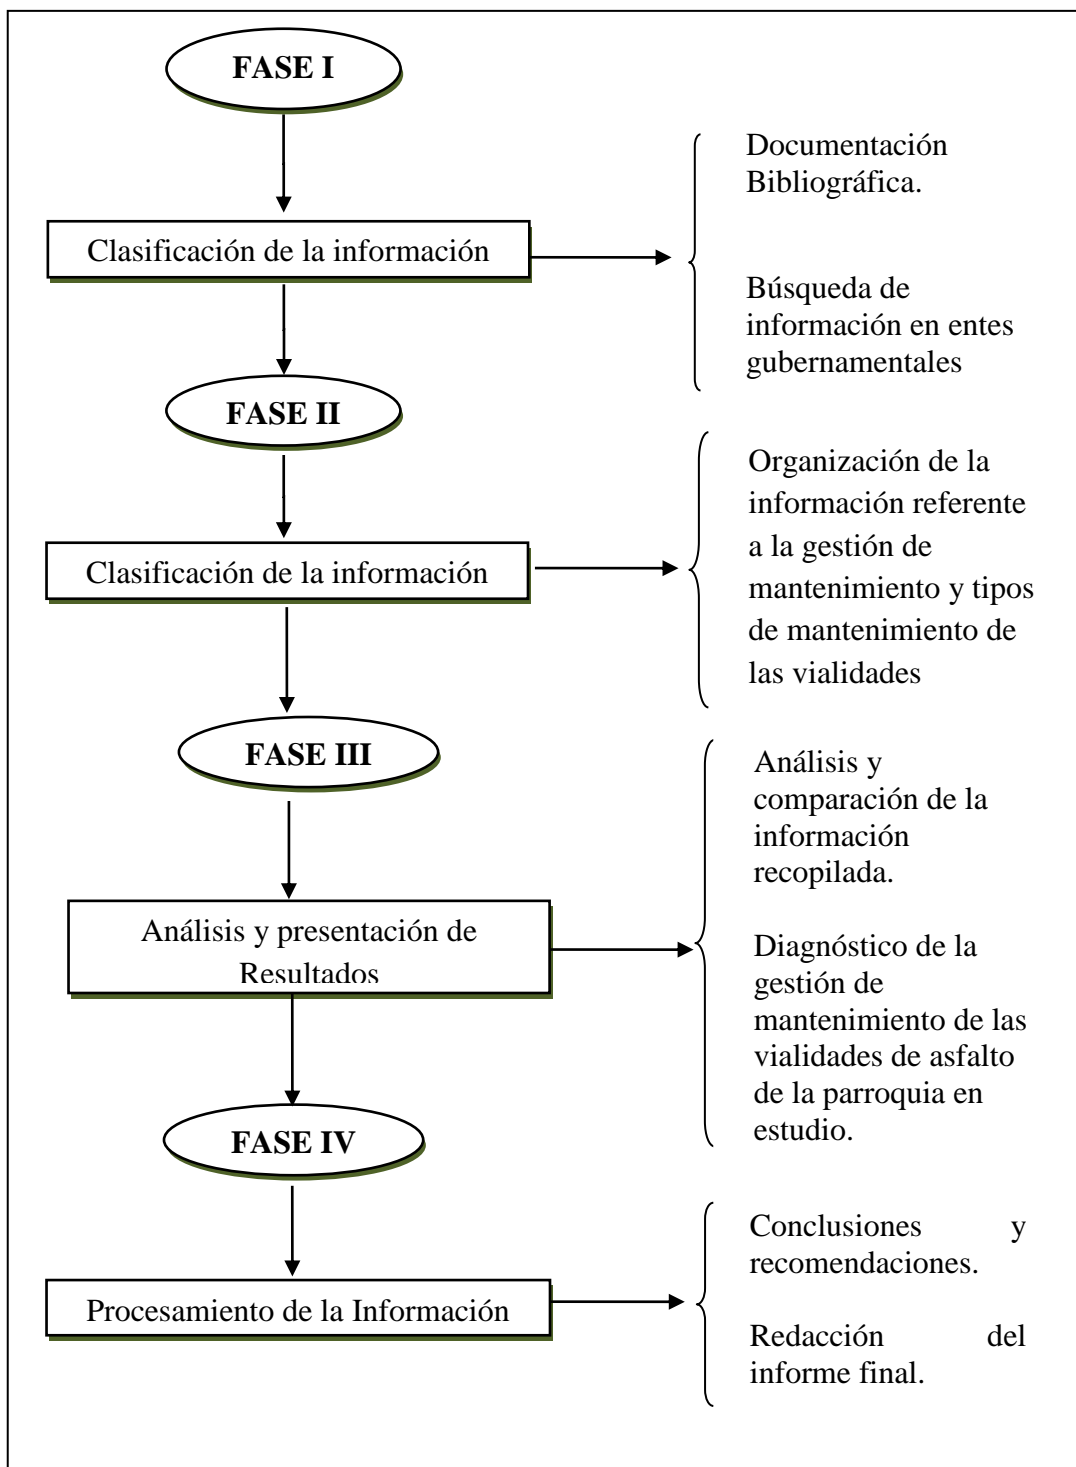 FASE I
Clasificación de la información
Documentación
Bibliográfica.
Búsqueda de
información en entes
gubernamentales
FASE II
Clasificación de la información
Organización de la
información referente
a la gestión de
mantenimiento y tipos
de mantenimiento de
las vialidades
FASE III
Análisis y presentación de
Resultados
Análisis y
comparación de la
información
recopilada.
Diagnóstico de la
gestión de
mantenimiento de las
vialidades de asfalto
de la parroquia en
estudio.
FASE IV
Procesamiento de la Información
Conclusiones y
recomendaciones.
Redacción del
informe final.